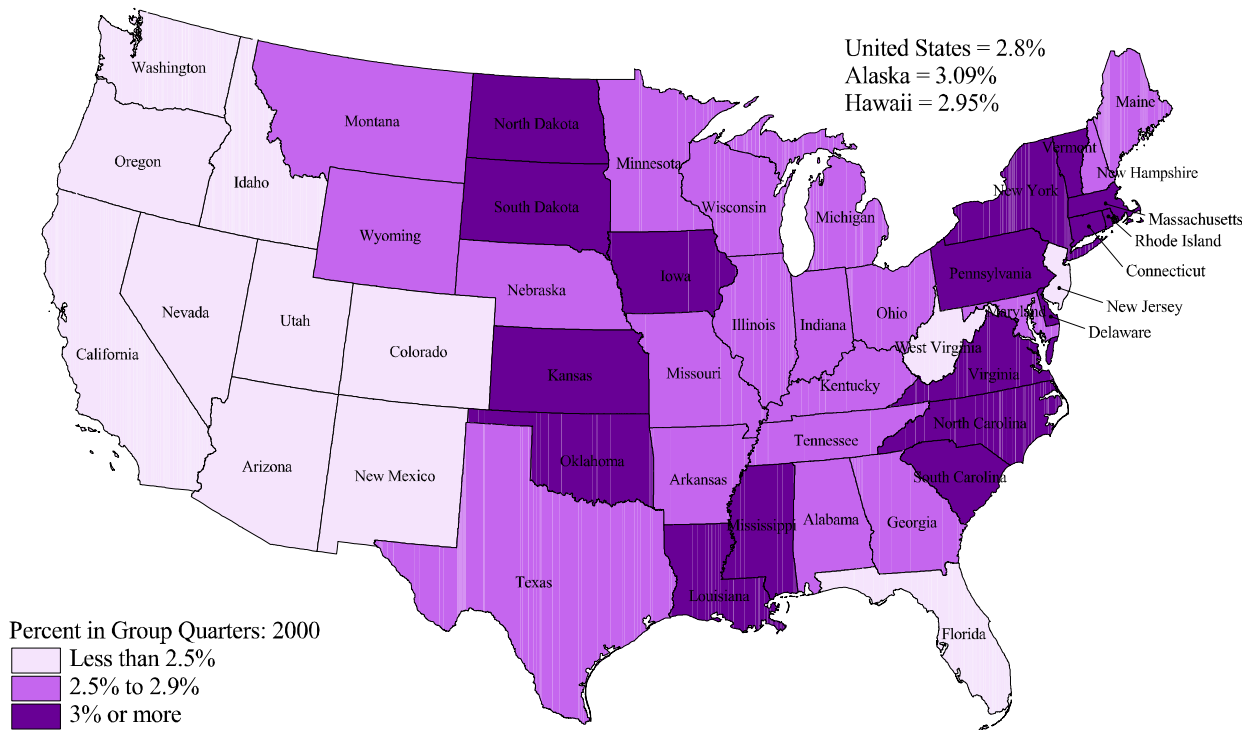 United States = 2.8%
Alaska = 3.09%
Hawaii = 2.95%
Washington
Oregon
Idaho
Montana
North Dakota
South Dakota
Minnesota
Wisconsin
Michigan
Maine
Vermont
New Hampshire
New York
Massachusetts
Rhode Island
Connecticut
Wyoming
Nebraska
Iowa
Pennsylvania
New Jersey
Delaware
Maryland
Nevada
Utah
Colorado
California
Kansas
Missouri
Illinois
Indiana
Ohio
West Virginia
Virginia
Kentucky
Arizona
New Mexico
Oklahoma
Arkansas
Tennessee
North Carolina
South Carolina
Texas
Louisiana
Mississippi
Alabama
Georgia
Florida
Percent in Group Quarters: 2000
Less than 2.5%
2.5% to 2.9%
3% or more